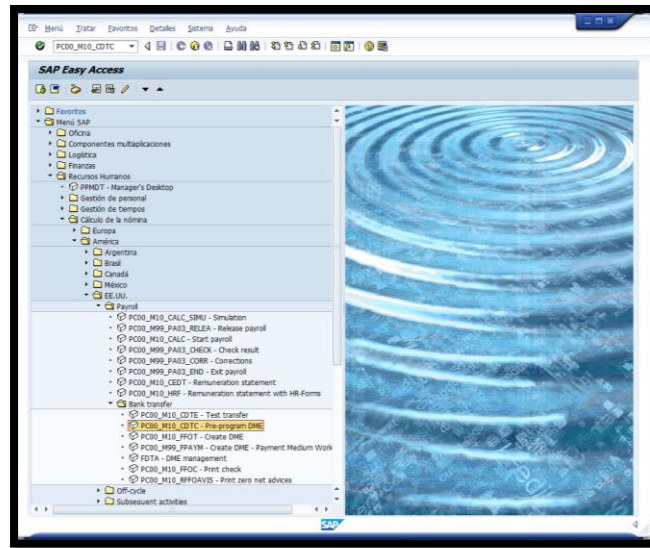 Menú Tratar Favoritos Detalles Sistema Ayuda
PC00_M10_CDTC
SAP Easy Access
Favoritos
Menú SAP
Oficina
Componentes multiaplicaciones
Logística
Finanzas
Recursos Humanos
PPMDT - Manager's Desktop
Gestión de personal
Gestión de tiempos
Cálculo de la nómina
Europa
América
Argentina
Brasil
Canadá
México
EE.UU.
Payroll
PC00_M10_CALC_SIMU - Simulation
PC00_M99_PA03_RELEA - Release payroll
PC00_M10_CALC - Start payroll
PC00_M99_PA03_CHECK - Check result
PC00_M99_PA03_CORR - Corrections
PC00_M99_PA03_END - Exit payroll
PC00_M10_CEDT - Remuneration statement
PC00_M10_HRF - Remuneration statement with HR-Forms
Bank transfer
PC00_M10_CDTE - Test transfer
PC00_M10_CDTC - Pre-program DME
PC00_M10_FFOT - Create DME
PC00_M99_FPAYM - Create DME - Payment Medium Work
FDTA - DME management
PC00_M10_FFOC - Print check
PC00_M10_RFFOAVIS - Print zero net advices
Off-cycle
Subsequent activities
SAP